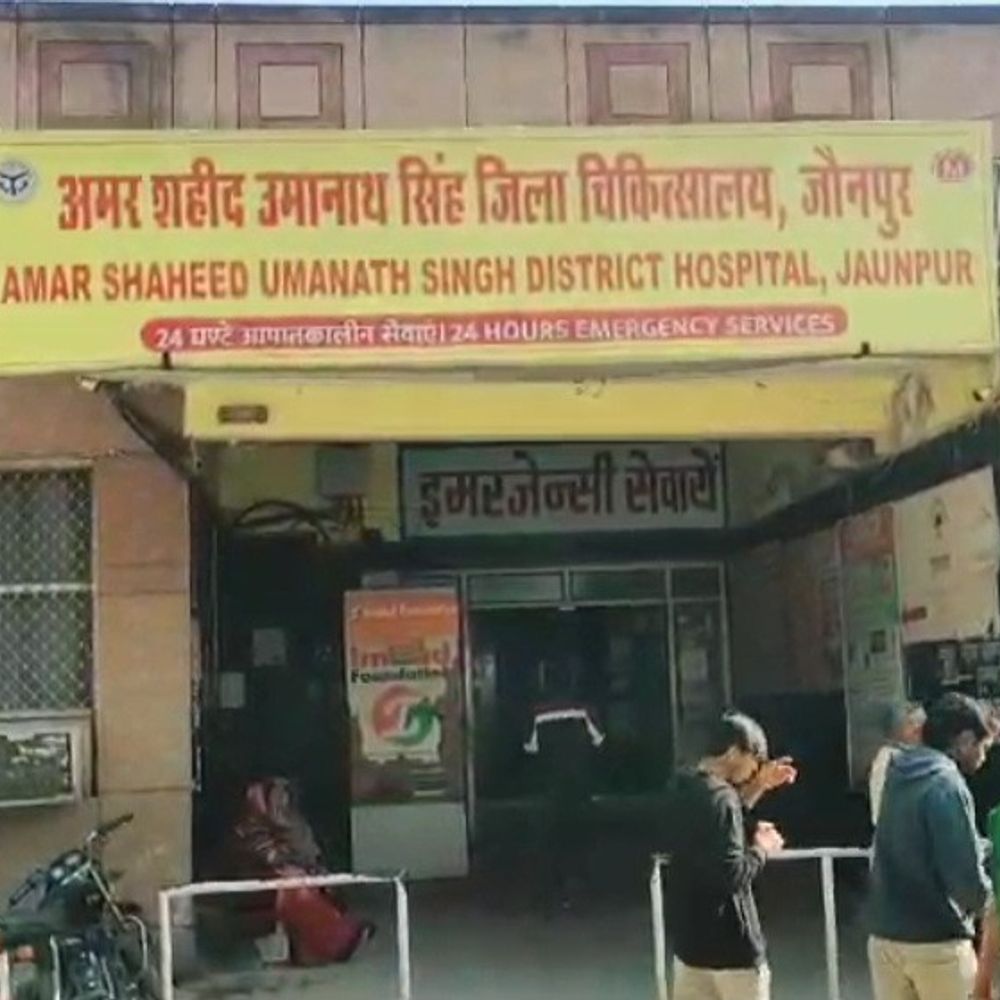 अमर शहीद उमानाथ सिंह जिला चिकित्सालय, जौनपुर
AMAR SHAHEED UMANATH SINGH DISTRICT HOSPITAL, JAUNPUR
24 घण्टे आपातकालीन सेवाएं। 24 HOURS EMERGENCY SERVICES
इमरजेन्सी सेवायें
Foundation